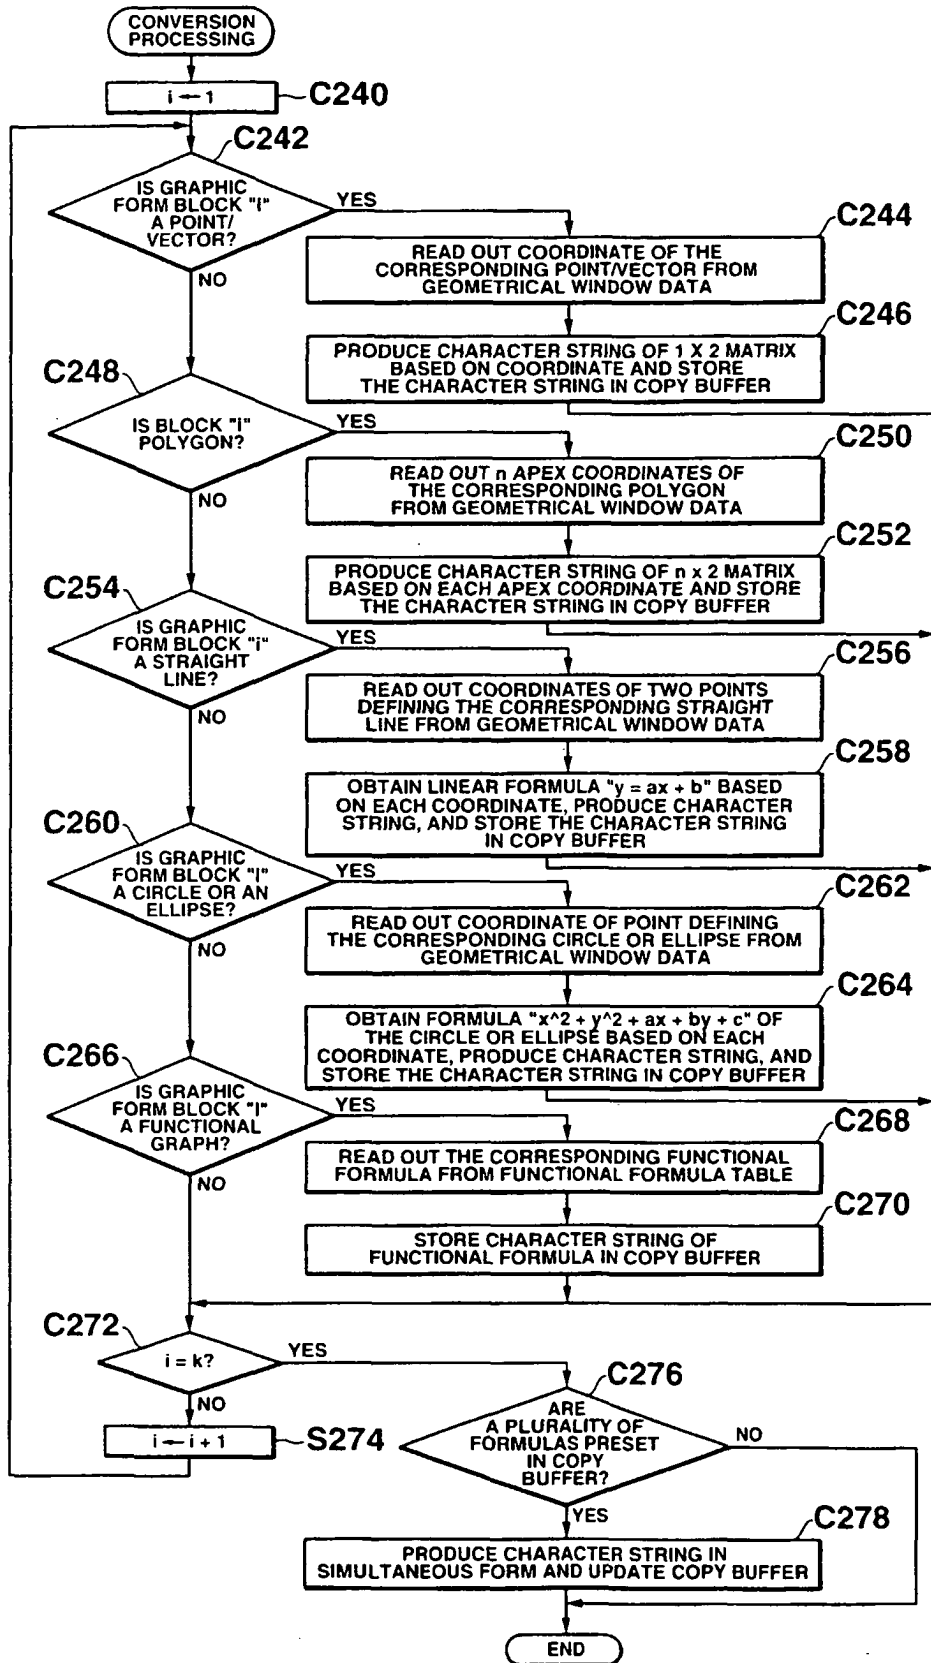 CONVERSION
PROCESSING
i ← 1
C240
C242
IS GRAPHIC
FORM BLOCK "i"
A POINT/
VECTOR?
YES
NO
C244
READ OUT COORDINATE OF THE
CORRESPONDING POINT/VECTOR FROM
GEOMETRICAL WINDOW DATA
C246
PRODUCE CHARACTER STRING OF 1 X 2 MATRIX
BASED ON COORDINATE AND STORE
THE CHARACTER STRING IN COPY BUFFER
C248
IS BLOCK "i"
POLYGON?
YES
NO
C250
READ OUT n APEX COORDINATES OF
THE CORRESPONDING POLYGON
FROM GEOMETRICAL WINDOW DATA
C252
PRODUCE CHARACTER STRING OF n x 2 MATRIX
BASED ON EACH APEX COORDINATE AND STORE
THE CHARACTER STRING IN COPY BUFFER
C254
IS GRAPHIC
FORM BLOCK "i"
A STRAIGHT
LINE?
YES
NO
C256
READ OUT COORDINATES OF TWO POINTS
DEFINING THE CORRESPONDING STRAIGHT
LINE FROM GEOMETRICAL WINDOW DATA
C258
OBTAIN LINEAR FORMULA "y = ax + b" BASED
ON EACH COORDINATE, PRODUCE CHARACTER
STRING, AND STORE THE CHARACTER STRING
IN COPY BUFFER
C260
IS GRAPHIC
FORM BLOCK "i"
A CIRCLE OR AN
ELLIPSE?
YES
NO
C262
READ OUT COORDINATE OF POINT DEFINING
THE CORRESPONDING CIRCLE OR ELLIPSE FROM
GEOMETRICAL WINDOW DATA
C264
OBTAIN FORMULA "x^2 + y^2 + ax + by + c" OF
THE CIRCLE OR ELLIPSE BASED ON EACH
COORDINATE, PRODUCE CHARACTER STRING, AND
STORE THE CHARACTER STRING IN COPY BUFFER
C266
IS GRAPHIC
FORM BLOCK "i"
A FUNCTIONAL
GRAPH?
YES
NO
C268
READ OUT THE CORRESPONDING FUNCTIONAL
FORMULA FROM FUNCTIONAL FORMULA TABLE
C270
STORE CHARACTER STRING OF
FUNCTIONAL FORMULA IN COPY BUFFER
C272
i = k?
YES
NO
i ← i + 1
S274
C276
ARE
A PLURALITY OF
FORMULAS PRESET
IN COPY
BUFFER?
NO
YES
C278
PRODUCE CHARACTER STRING IN
SIMULTANEOUS FORM AND UPDATE COPY BUFFER
END